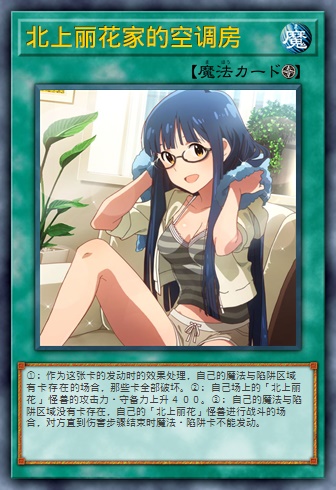 北上丽花家的空调房
魔
【魔法カード】
①：作为这张卡的发动时的效果处理，自己的魔法与陷阱区域
有卡存在的场合，那些卡全部破坏。②：自己场上的「北上丽
花」怪兽的攻击力・守备力上升４００。②：自己的魔法与陷
阱区域没有卡存在，自己的「北上丽花」怪兽进行战斗的场
合，对方直到伤害步骤结束时魔法・陷阱卡不能发动。